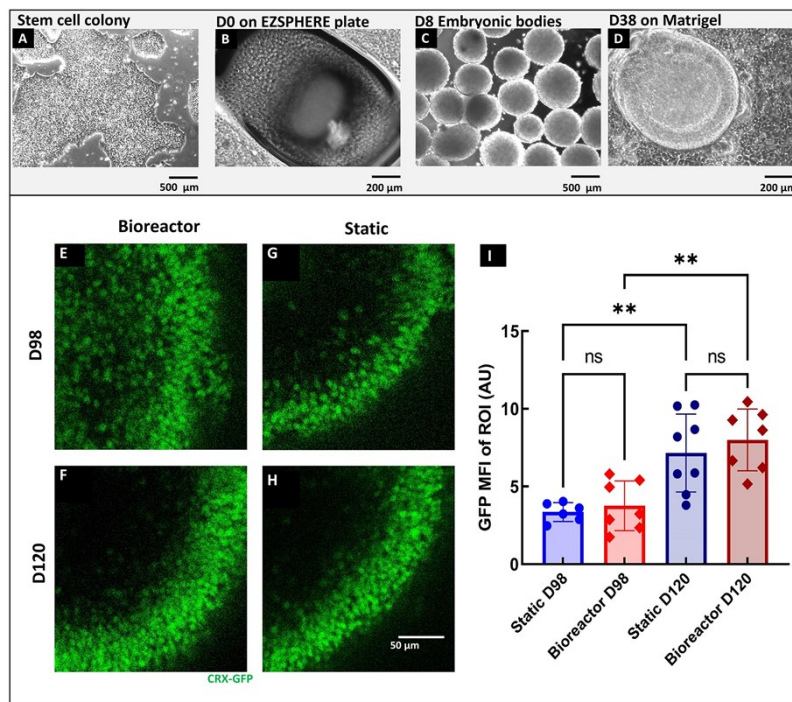 Stem cell colony
D0 on EZSPHERE plate
D8 Embryonic bodies
D38 on Matrigel
A
B
C
D
500 μm
200 μm
500 μm
200 μm
Bioreactor
Static
E
G
I
D98
F
H
D120
50 μm
CRX-GFP
**
**
ns
ns
GFP MFI of ROI (AU)
15
10
5
0
Static D98
Bioreactor D98
Static D120
Bioreactor D120